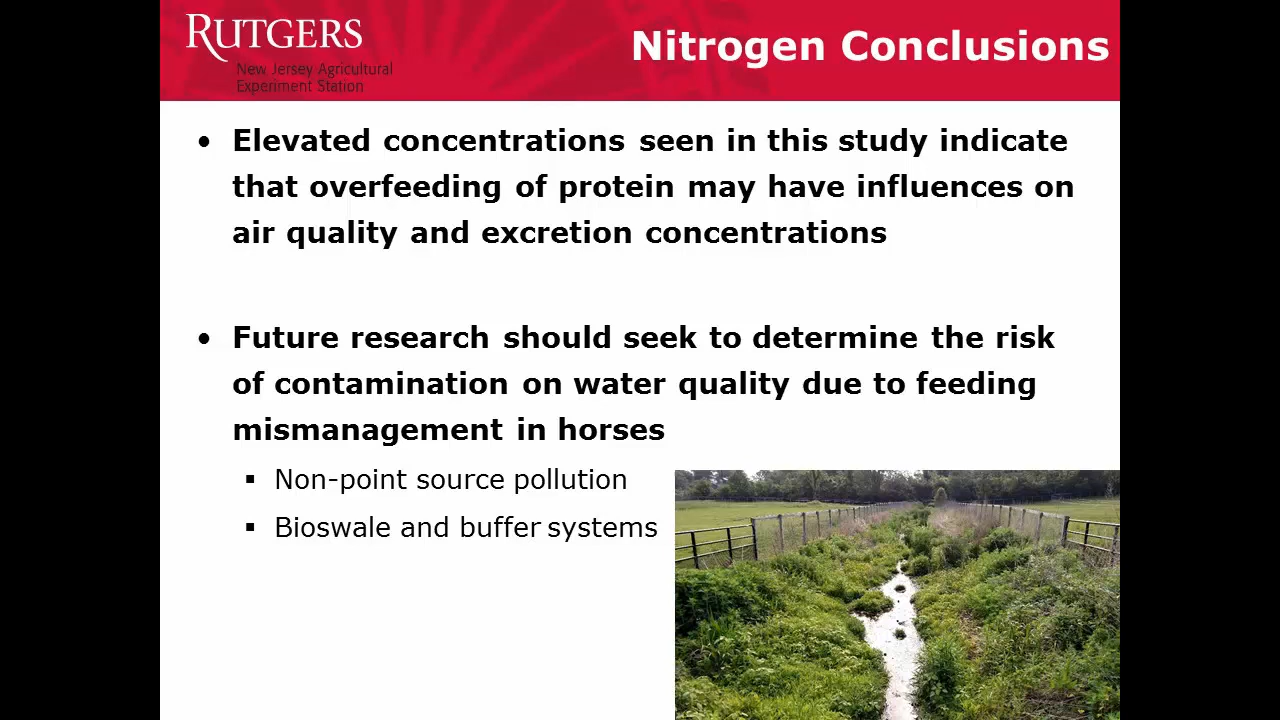 RUTGERS
New Jersey Agricultural
Experiment Station
Nitrogen Conclusions
• Elevated concentrations seen in this study indicate
that overfeeding of protein may have influences on
air quality and excretion concentrations
• Future research should seek to determine the risk
of contamination on water quality due to feeding
mismanagement in horses
▪ Non-point source pollution
▪ Bioswale and buffer systems